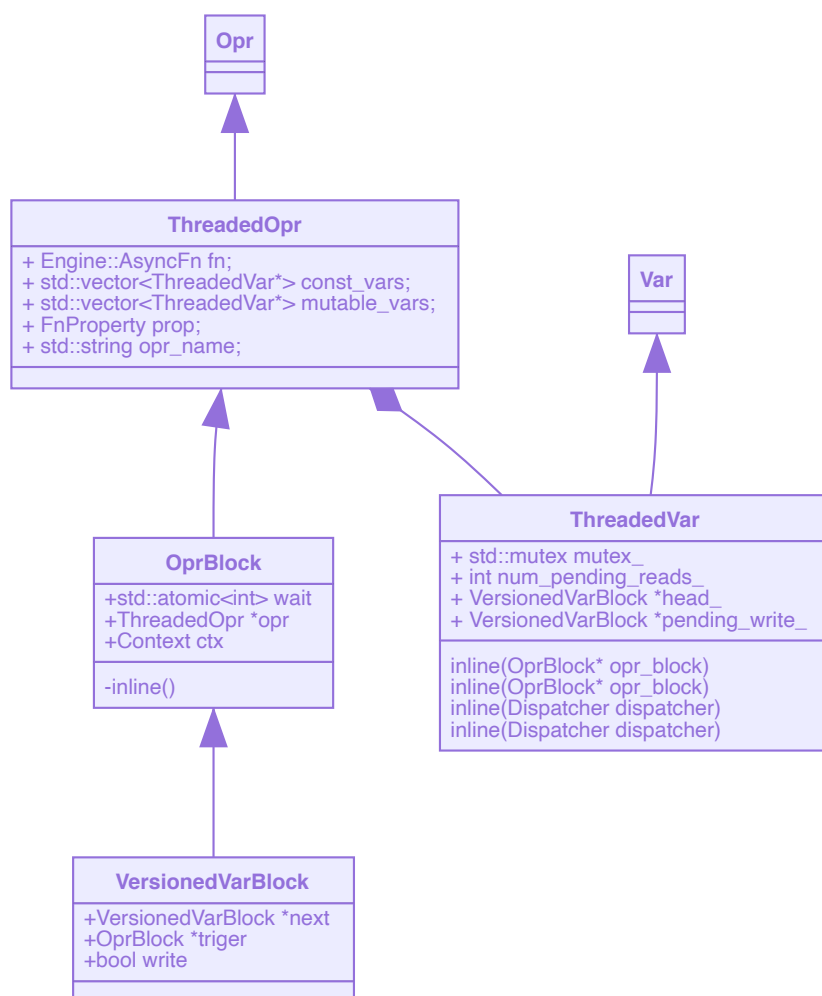 Opr
ThreadedOpr
+ Engine::AsyncFn fn;
+ std::vector<ThreadedVar*> const_vars;
+ std::vector<ThreadedVar*> mutable_vars;
+ FnProperty prop;
+ std::string opr_name;
Var
ThreadedVar
+ std::mutex mutex_
+ int num_pending_reads_
+ VersionedVarBlock *head_
+ VersionedVarBlock *pending_write_
inline(OprBlock* opr_block)
inline(OprBlock* opr_block)
inline(Dispatcher dispatcher)
inline(Dispatcher dispatcher)
OprBlock
+std::atomic<int> wait
+ThreadedOpr *opr
+Context ctx
-inline()
VersionedVarBlock
+VersionedVarBlock *next
+OprBlock *triger
+bool write